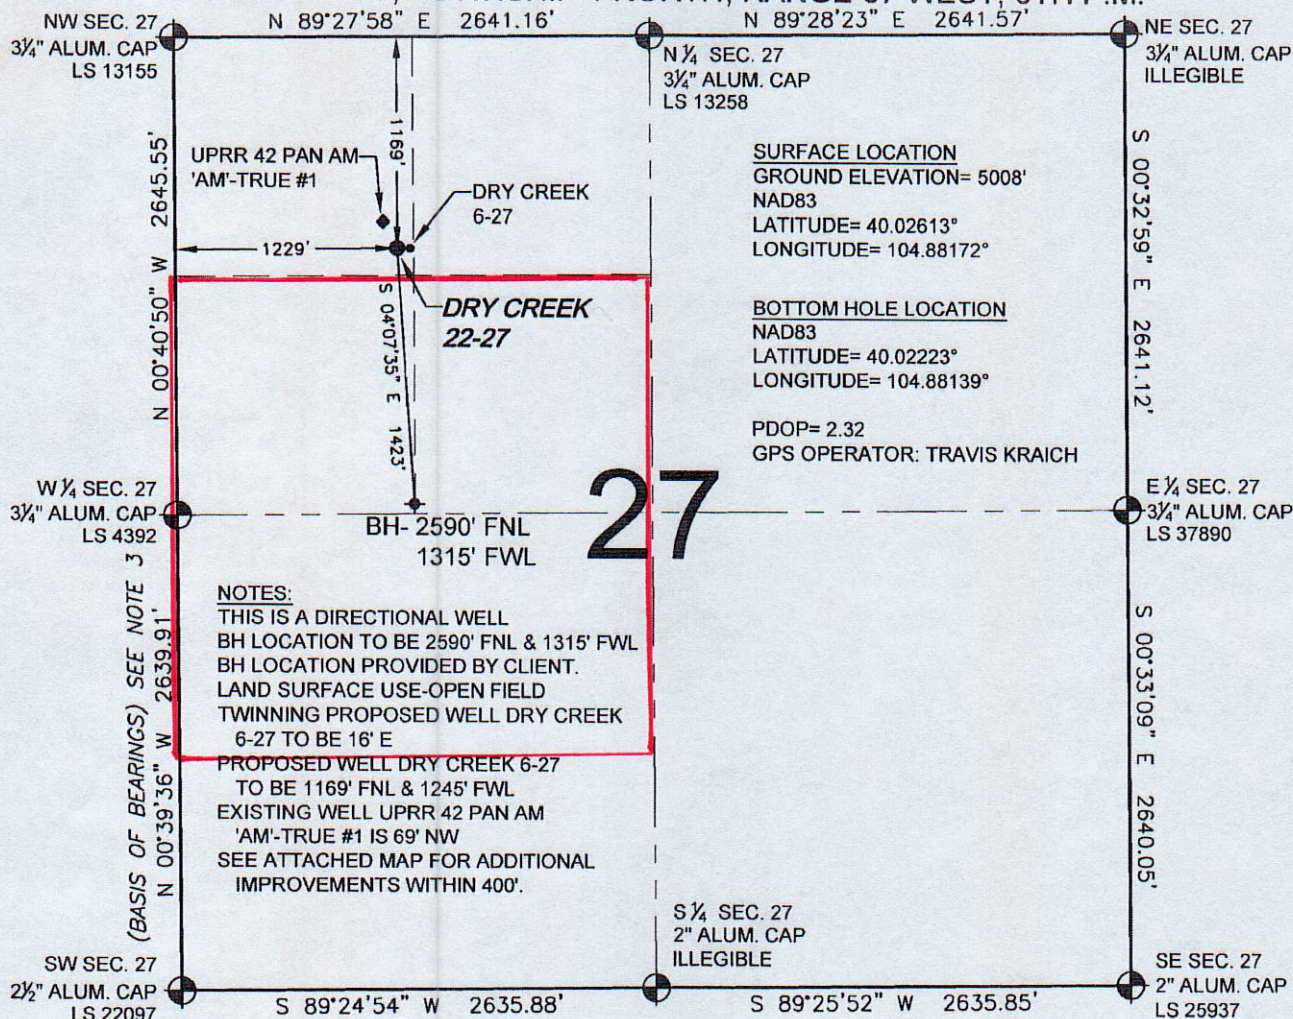 N 89°27'58" E 2641.16'
N 89°28'23" E 2641.57'
NW SEC. 27
3¼" ALUM. CAP
LS 13155
N ¼ SEC. 27
3¼" ALUM. CAP
LS 13258
NE SEC. 27
3¼" ALUM. CAP
ILLEGIBLE
1169'
UPRR 42 PAN AM
'AM'-TRUE #1
DRY CREEK
6-27
1229'
DRY CREEK
22-27
N 00°40'50" W 2645.55'
S 04°07'35" E 1423'
SURFACE LOCATION
GROUND ELEVATION= 5008'
NAD83
LATITUDE= 40.02613°
LONGITUDE= 104.88172°
BOTTOM HOLE LOCATION
NAD83
LATITUDE= 40.02223°
LONGITUDE= 104.88139°
PDOP= 2.32
GPS OPERATOR: TRAVIS KRAICH
S 00°32'59" E 2641.12'
W ¼ SEC. 27
3¼" ALUM. CAP
LS 4392
BH- 2590' FNL
1315' FWL
27
E ¼ SEC. 27
3¼" ALUM. CAP
LS 37890
(BASIS OF BEARINGS) SEE NOTE 3
N 00°39'36" W 2639.91'
NOTES:
THIS IS A DIRECTIONAL WELL
BH LOCATION TO BE 2590' FNL & 1315' FWL
BH LOCATION PROVIDED BY CLIENT.
LAND SURFACE USE-OPEN FIELD
TWINNING PROPOSED WELL DRY CREEK
6-27 TO BE 16' E
PROPOSED WELL DRY CREEK 6-27
TO BE 1169' FNL & 1245' FWL
EXISTING WELL UPRR 42 PAN AM
'AM'-TRUE #1 IS 69' NW
SEE ATTACHED MAP FOR ADDITIONAL
IMPROVEMENTS WITHIN 400'.
S 00°33'09" E 2640.05'
SW SEC. 27
2½" ALUM. CAP
LS 22097
S ¼ SEC. 27
2" ALUM. CAP
ILLEGIBLE
SE SEC. 27
2" ALUM. CAP
LS 25937
S 89°24'54" W 2635.88'
S 89°25'52" W 2635.85'